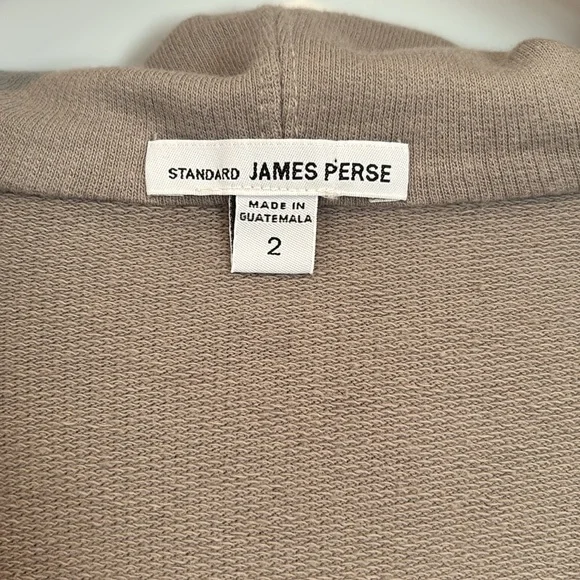 STANDARD JAMES PERSE
MADE IN
GUATEMALA
2